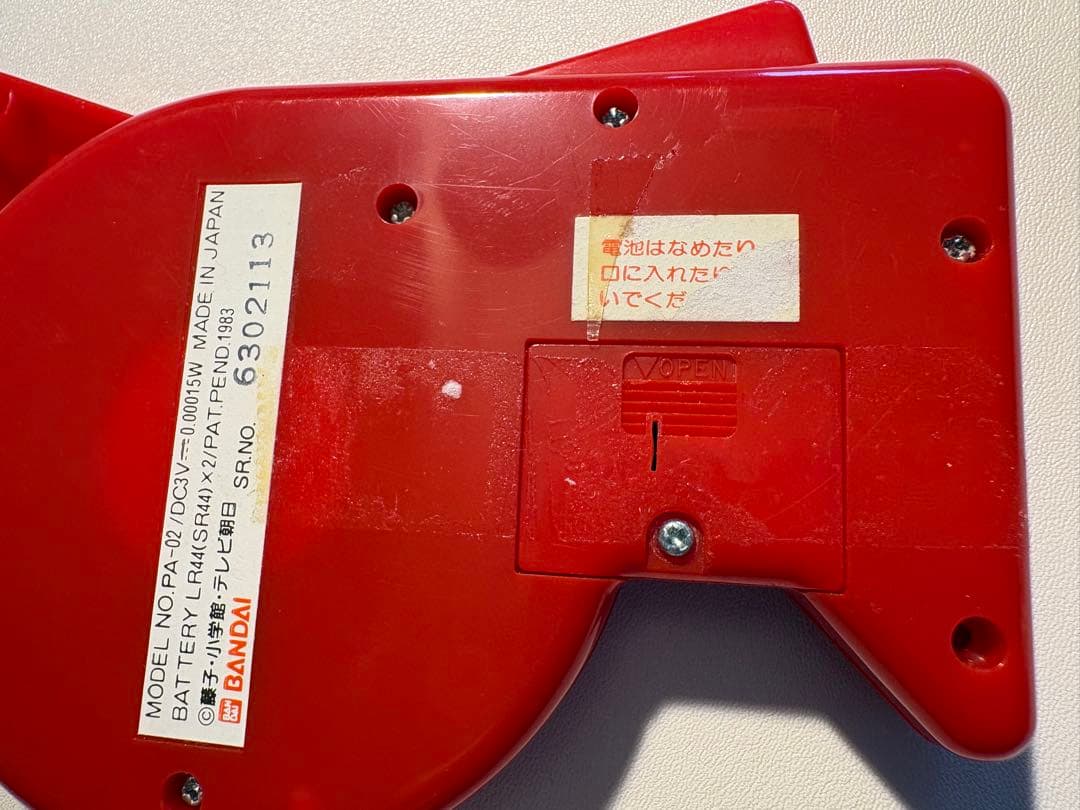 MODEL NO.PA-02/DC3V⎓0.00015W MADE IN JAPAN
BATTERY LR44(SR44)×2/PAT.PEND.1983
©藤子・小学館・テレビ朝日 SR.NO. 6302113
BAN DAI BANDAI
電池はなめたり
口に入れたり
いでくだ
▽OPEN